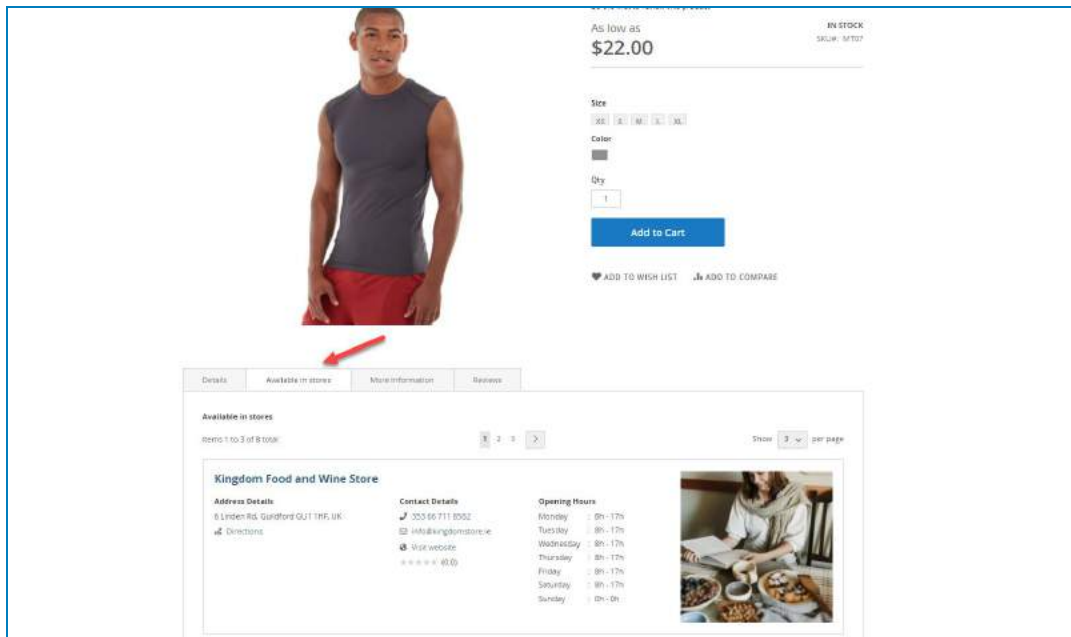 As low as
IN STOCK
$22.00
SKU#: MT07
Size
XS S M L XL
Color
Qty
1
Add to Cart
ADD TO WISH LIST ADD TO COMPARE
Details Available in stores More Information Reviews
Available in stores
Items 1 to 3 of 8 total
1 2 3
Show 3 per page
Kingdom Food and Wine Store
Address Details
6 Linden Rd, Guildford GU1 1HF, UK
Directions
Contact Details
353 66 711 8562
info@kingdomstore.ie
Visit website
(0.0)
Opening Hours
Monday : 8h - 17h
Tuesday : 8h - 17h
Wednesday : 8h - 17h
Thursday : 8h - 17h
Friday : 8h - 17h
Saturday : 8h - 17h
Sunday : 0h - 0h